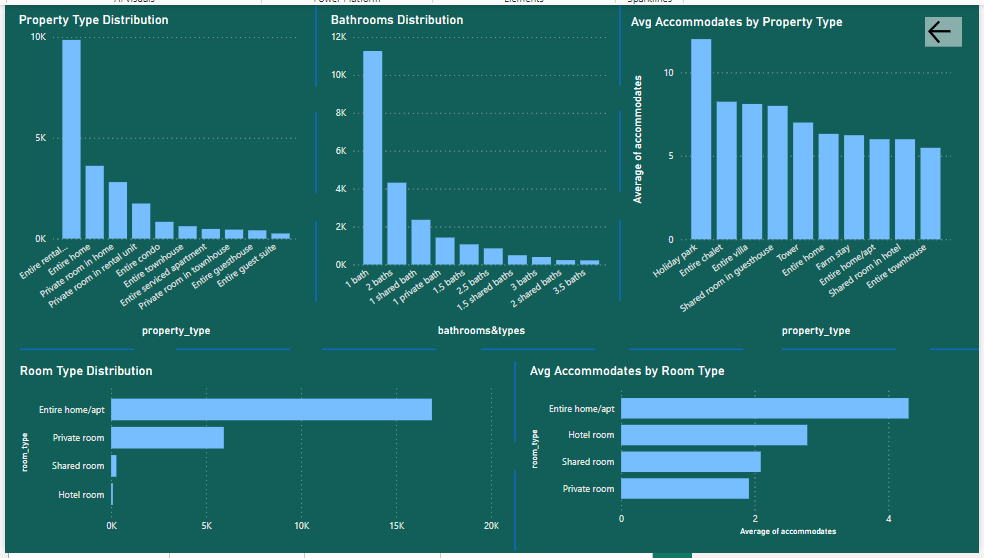 AI visuals
Power Platform
Elements
Sparklines
Property Type Distribution
10K
5K
0K
Entire rental...
Entire home
Private room in home
Private room in rental unit
Entire condo
Entire townhouse
Entire serviced apartment
Private room in townhouse
Entire guesthouse
Entire guest suite
property_type
Bathrooms Distribution
12K
10K
8K
6K
4K
2K
0K
1 bath
2 baths
1 shared bath
1 private bath
1.5 baths
2.5 baths
1.5 shared baths
3 baths
2 shared baths
3.5 baths
bathrooms&types
Avg Accommodates by Property Type
Average of accommodates
10
5
0
Holiday park
Entire chalet
Entire villa
Shared room in guesthouse
Tower
Entire home
Farm stay
Entire home/apt
Shared room in hotel
Entire townhouse
property_type
Room Type Distribution
room_type
Entire home/apt
Private room
Shared room
Hotel room
0K
5K
10K
15K
20K
Avg Accommodates by Room Type
room_type
Entire home/apt
Hotel room
Shared room
Private room
0
2
4
Average of accommodates